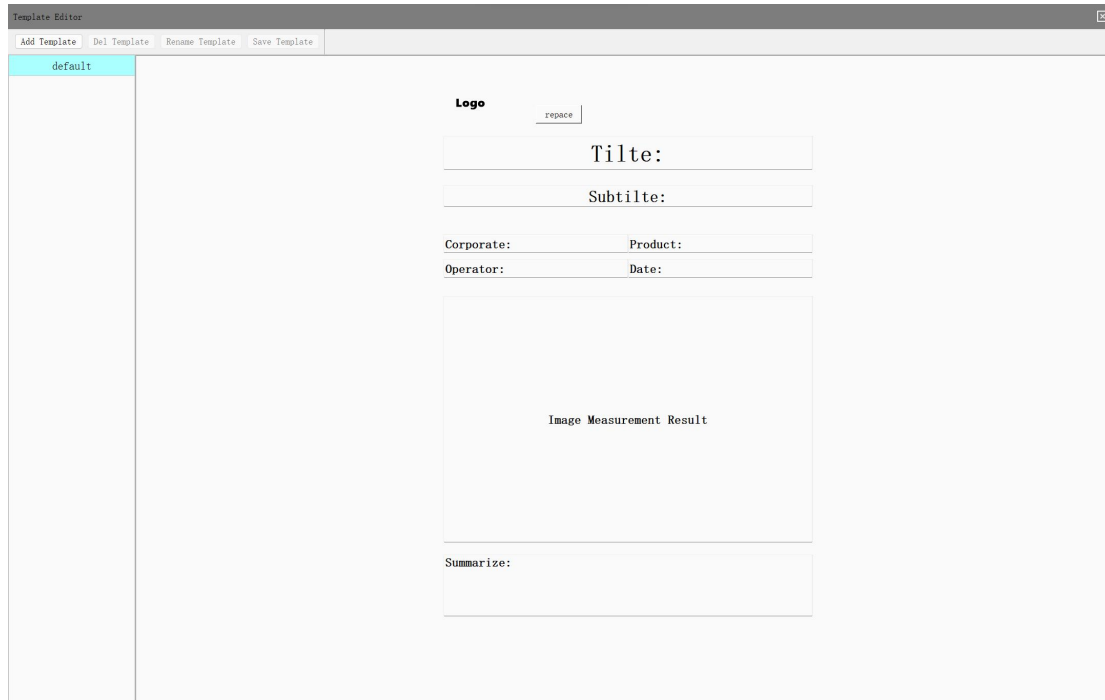 Template Editor
Add Template Del Template Rename Template Save Template
default
Logo
repace
Tilte:
Subtilte:
Corporate: Product:
Operator: Date:
Image Measurement Result
Summarize: